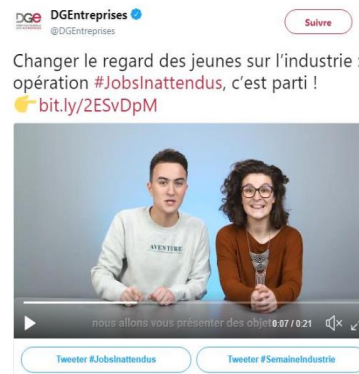 DGE
DGEntreprises
@DGEntreprises
Suivre
Changer le regard des jeunes sur l’industrie :
opération #JobsInattendus, c’est parti !
👉bit.ly/2ESvDpM
AVENTURE
nous allons vous présenter des objets
0:07 / 0:21
Tweeter #JobsInattendus
Tweeter #SemaineIndustrie